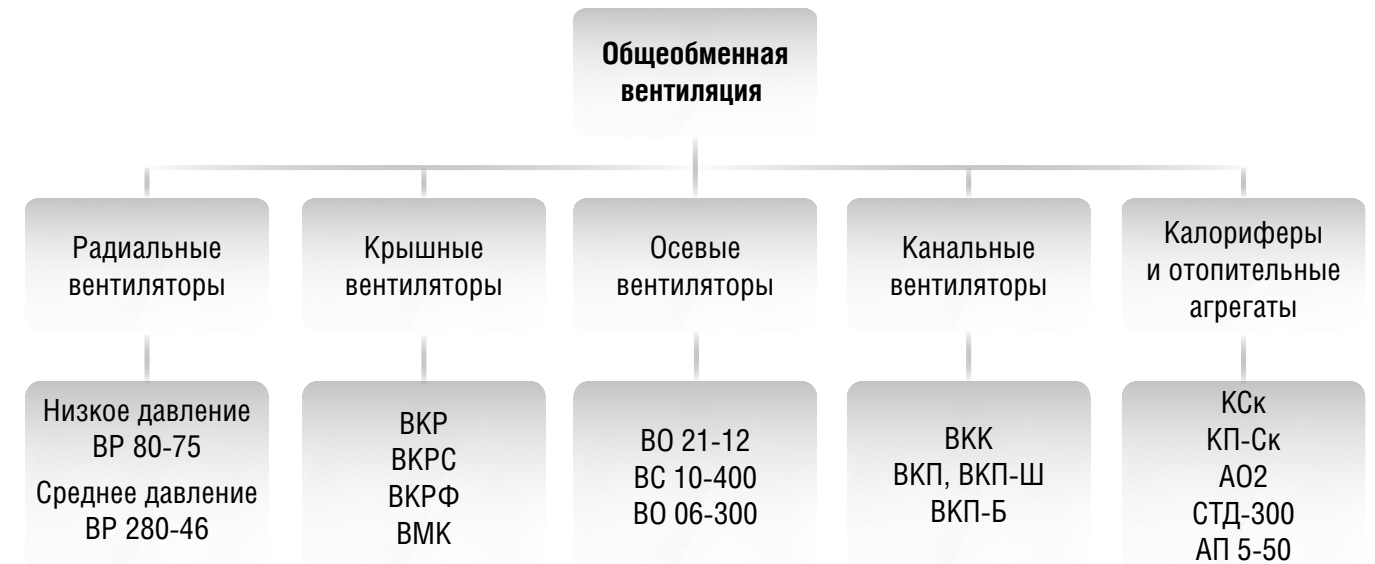 Общеобменная
вентиляция
Радиальные
вентиляторы
Крышные
вентиляторы
Осевые
вентиляторы
Канальные
вентиляторы
Калориферы
и отопительные
агрегаты
Низкое давление
ВР 80-75
Среднее давление
ВР 280-46
ВКР
ВКРС
ВКРФ
ВМК
ВО 21-12
ВС 10-400
ВО 06-300
ВКК
ВКП, ВКП-Ш
ВКП-Б
КСк
КП-Ск
АО2
СТД-300
АП 5-50